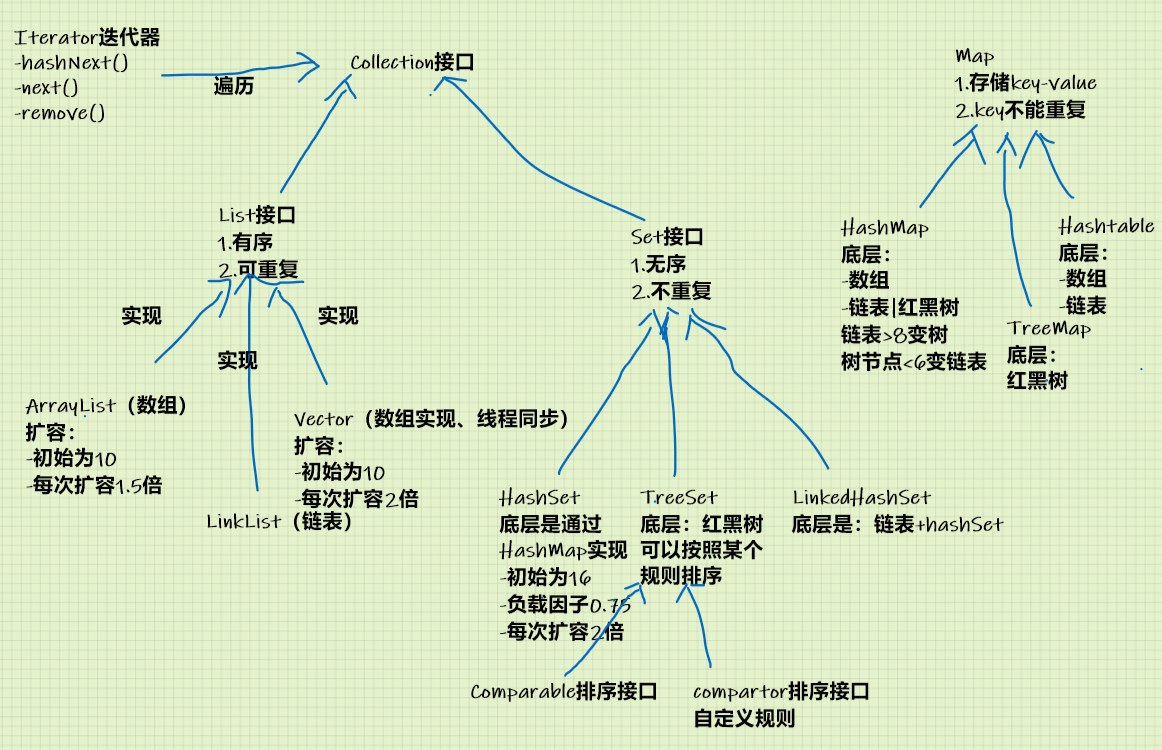 Iterator迭代器
-hashNext()
-next()
-remove()
遍历
Collection接口
Map
1.存储key-value
2.key不能重复
List接口
1.有序
2.可重复
Set接口
1.无序
2.不重复
HashMap
底层：
-数组
-链表|红黑树
链表>8变树
树节点<6变链表
Hashtable
底层：
-数组
-链表
TreeMap
底层：
红黑树
实现
实现
实现
ArrayList（数组）
扩容：
-初始为10
-每次扩容1.5倍
Vector（数组实现、线程同步）
扩容：
-初始为10
-每次扩容2倍
LinkList（链表）
HashSet
底层是通过
HashMap实现
-初始为16
-负载因子0.75
-每次扩容2倍
TreeSet
底层：红黑树
可以按照某个
规则排序
LinkedHashSet
底层是：链表+hashSet
Comparable排序接口
compartor排序接口
自定义规则